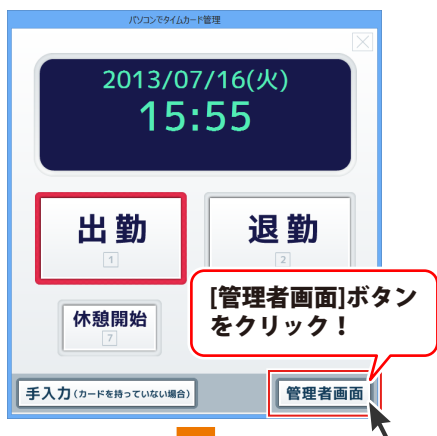 パソコンでタイムカード管理
2013/07/16(火)
15:55
出勤
1
退勤
2
[管理者画面]ボタン
をクリック！
休憩開始
7
手入力(カードを持っていない場合)
管理者画面